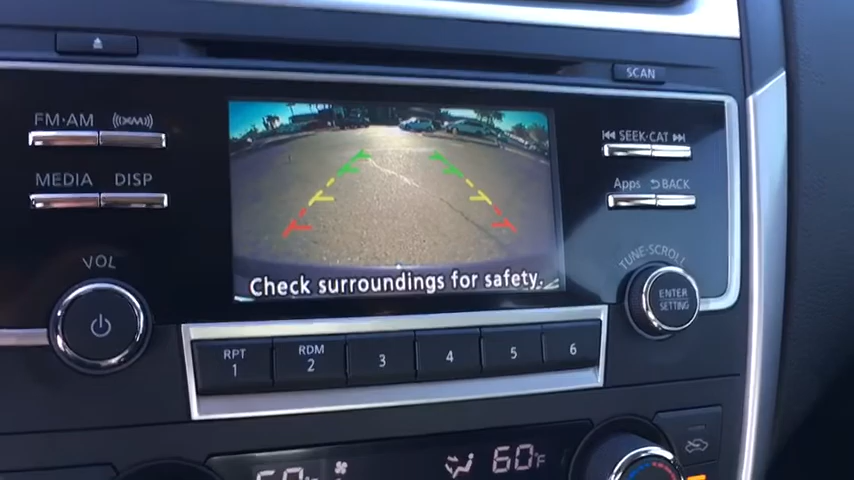 SCAN
FM·AM
((XM))
SEEK·CAT
MEDIA
DISP
Apps
BACK
Check surroundings for safety.
VOL
TUNE·SCROLL
ENTER
SETTING
RPT
1
RDM
2
3
4
5
6
60°F